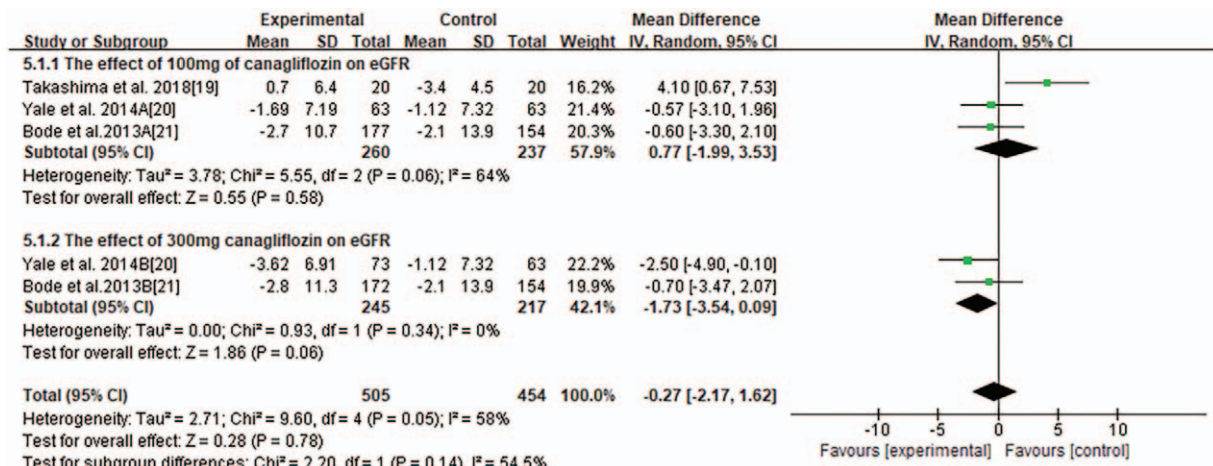 Experimental Control Mean Difference Mean Difference
Study or Subgroup Mean SD Total Mean SD Total Weight IV, Random, 95% CI IV, Random, 95% CI
5.1.1 The effect of 100mg of canagliflozin on eGFR
Takashima et al. 2018[19] 0.7 6.4 20 -3.4 4.5 20 16.2% 4.10 [0.67, 7.53]
Yale et al. 2014A[20] -1.69 7.19 63 -1.12 7.32 63 21.4% -0.57 [-3.10, 1.96]
Bode et al.2013A[21] -2.7 10.7 177 -2.1 13.9 154 20.3% -0.60 [-3.30, 2.10]
Subtotal (95% CI) 260 237 57.9% 0.77 [-1.99, 3.53]
Heterogeneity: Tau² = 3.78; Chi² = 5.55, df = 2 (P = 0.06); I² = 64%
Test for overall effect: Z = 0.55 (P = 0.58)
5.1.2 The effect of 300mg canagliflozin on eGFR
Yale et al. 2014B[20] -3.62 6.91 73 -1.12 7.32 63 22.2% -2.50 [-4.90, -0.10]
Bode et al.2013B[21] -2.8 11.3 172 -2.1 13.9 154 19.9% -0.70 [-3.47, 2.07]
Subtotal (95% CI) 245 217 42.1% -1.73 [-3.54, 0.09]
Heterogeneity: Tau² = 0.00; Chi² = 0.93, df = 1 (P = 0.34); I² = 0%
Test for overall effect: Z = 1.86 (P = 0.06)
Total (95% CI) 505 454 100.0% -0.27 [-2.17, 1.62]
Heterogeneity: Tau² = 2.71; Chi² = 9.60, df = 4 (P = 0.05); I² = 58%
Test for overall effect: Z = 0.28 (P = 0.78)
Test for subgroup differences: Chi² = 2.20, df = 1 (P = 0.14), I² = 54.5%
-10 -5 0 5 10
Favours [experimental] Favours [control]